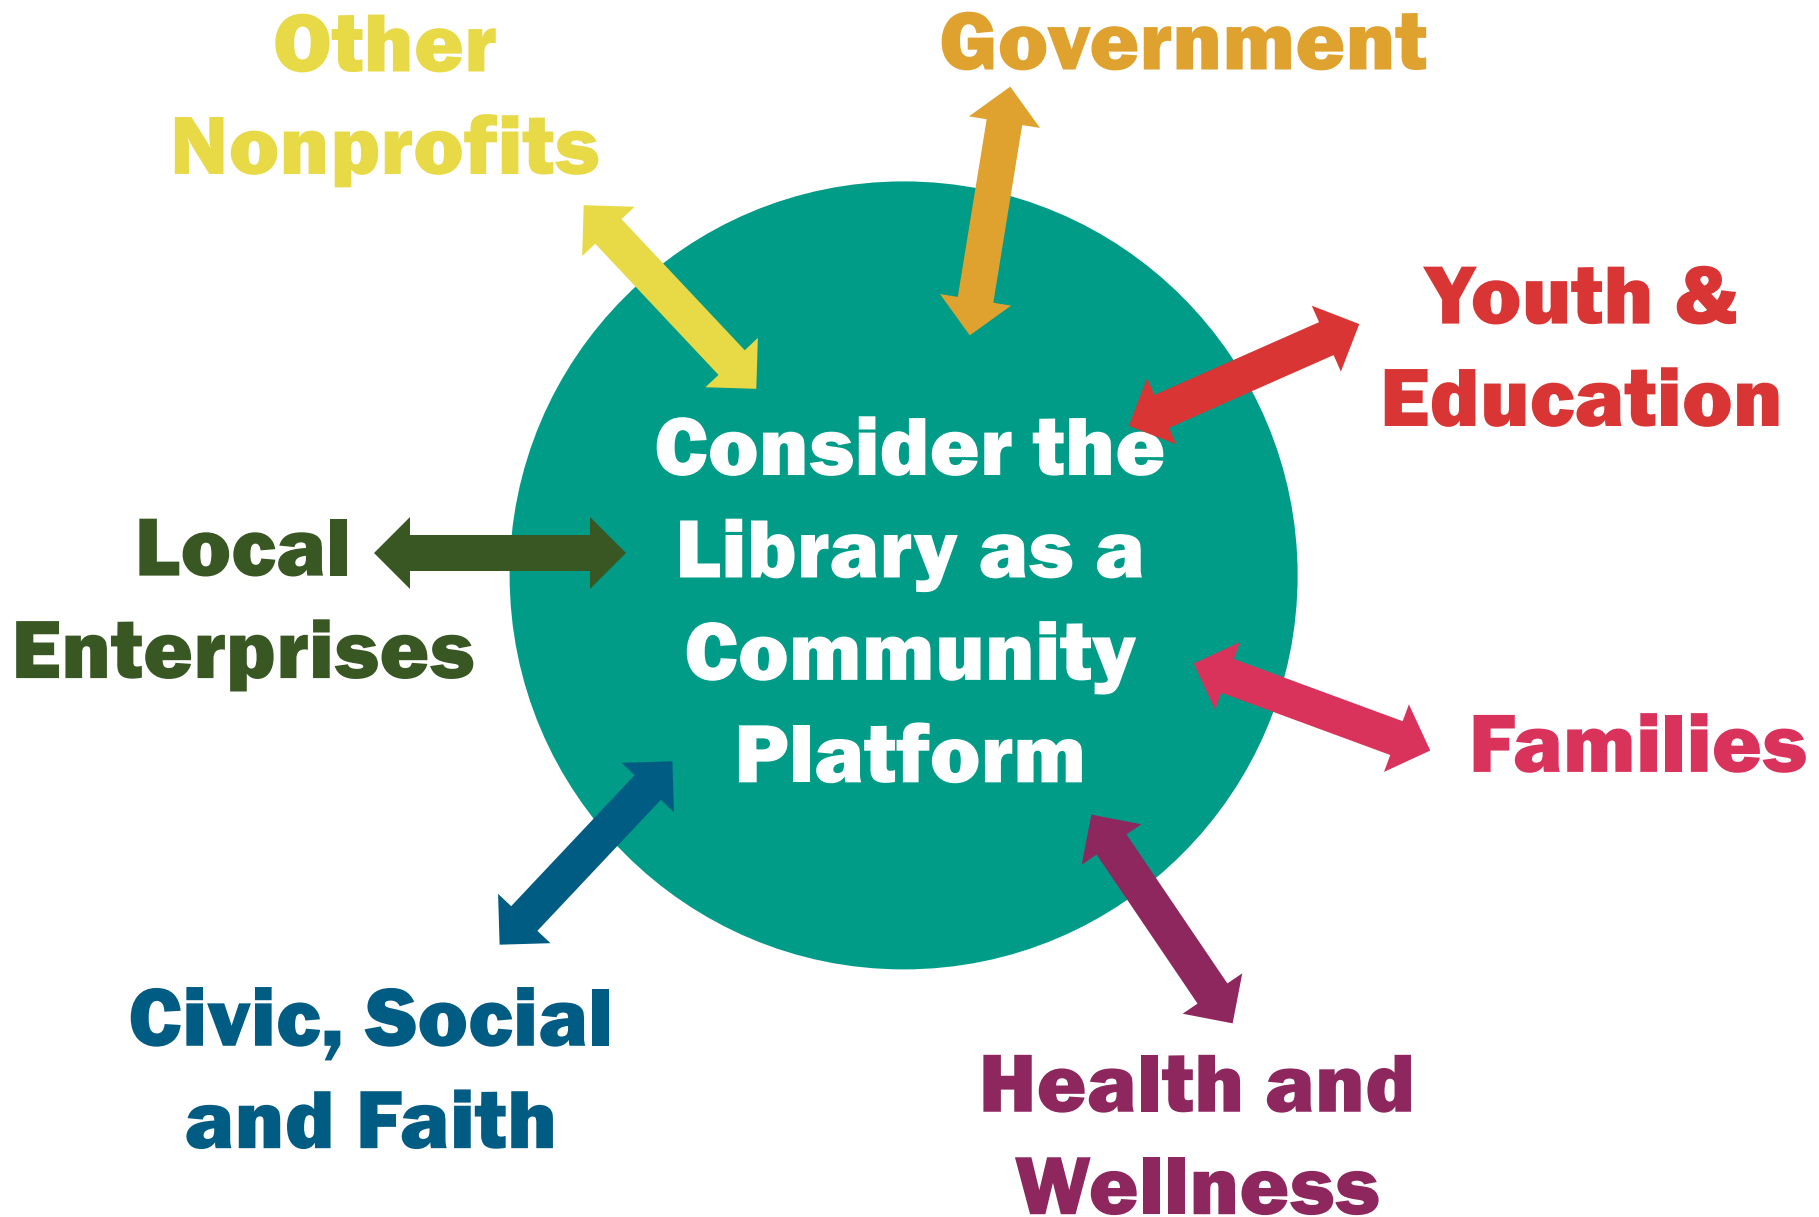 Other
Nonprofits
Government
Youth &
Education
Consider the
Library as a
Community
Platform
Local
Enterprises
Families
Civic, Social
and Faith
Health and
Wellness